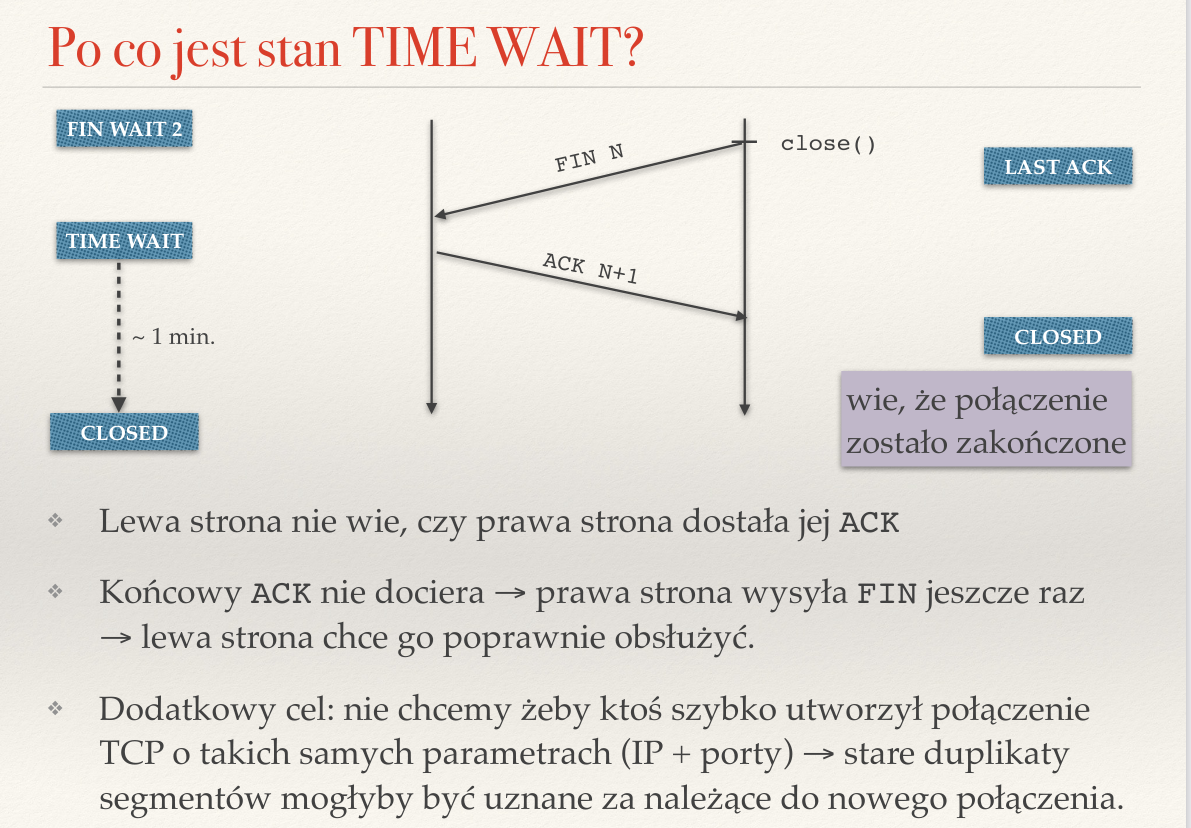 Po co jest stan TIME WAIT?
FIN WAIT 2
FIN N
close()
LAST ACK
TIME WAIT
ACK N+1
~ 1 min.
CLOSED
CLOSED
wie, że połączenie
zostało zakończone
❖ Lewa strona nie wie, czy prawa strona dostała jej ACK
❖ Końcowy ACK nie dociera → prawa strona wysyła FIN jeszcze raz
→ lewa strona chce go poprawnie obsłużyć.
❖ Dodatkowy cel: nie chcemy żeby ktoś szybko utworzył połączenie
TCP o takich samych parametrach (IP + porty) → stare duplikaty
segmentów mogłyby być uznane za należące do nowego połączenia.